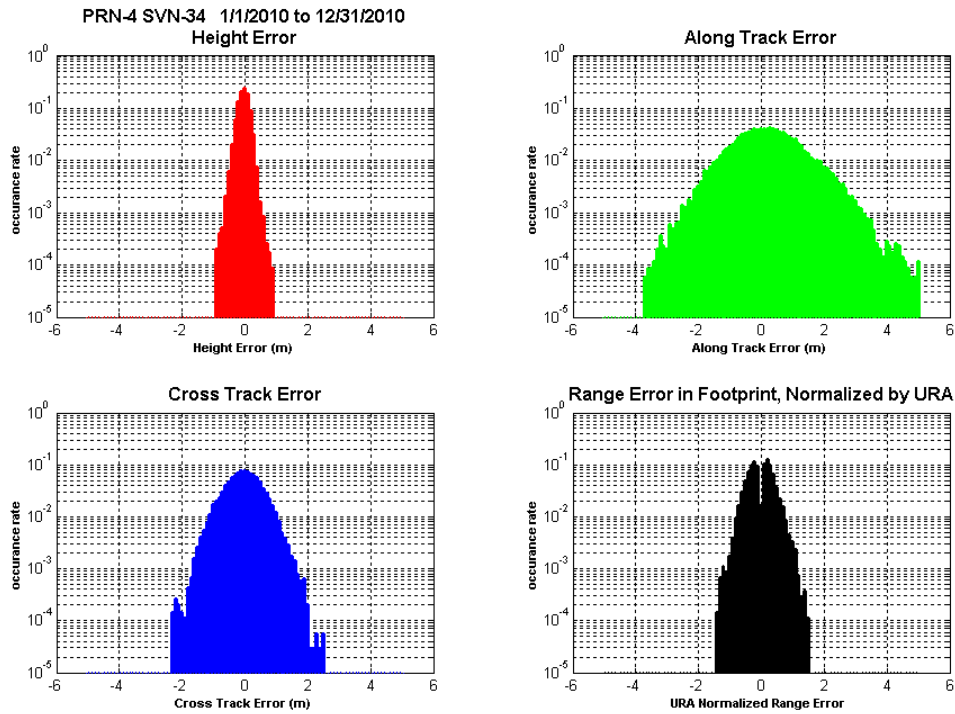 PRN-4 SVN-34 1/1/2010 to 12/31/2010
Height Error
10^0
10^-1
10^-2
10^-3
10^-4
10^-5
occurance rate
-6 -4 -2 0 2 4 6
Height Error (m)
Along Track Error
10^0
10^-1
10^-2
10^-3
10^-4
10^-5
occurance rate
-6 -4 -2 0 2 4 6
Along Track Error (m)
Cross Track Error
10^0
10^-1
10^-2
10^-3
10^-4
10^-5
occurance rate
-6 -4 -2 0 2 4 6
Cross Track Error (m)
Range Error in Footprint, Normalized by URA
10^0
10^-1
10^-2
10^-3
10^-4
10^-5
occurance rate
-6 -4 -2 0 2 4 6
URA Normalized Range Error